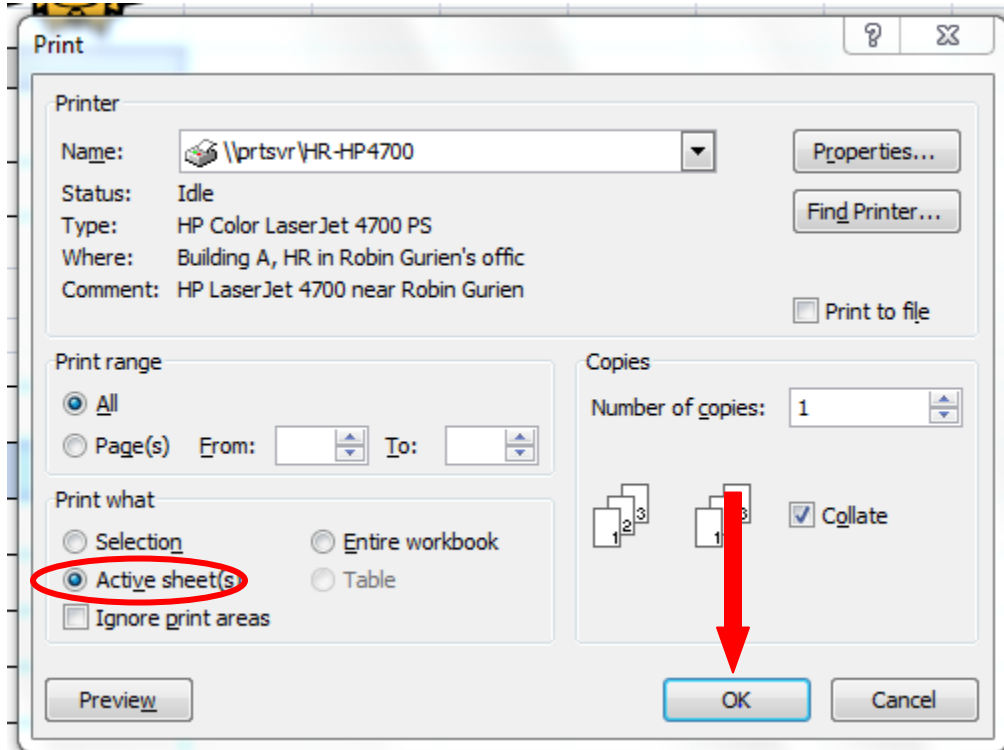 Print
Printer
Name: \\prtsvr\HR-HP4700 Properties...
Status: Idle
Find Printer...
Type: HP Color LaserJet 4700 PS
Where: Building A, HR in Robin Gurien's offic
Comment: HP LaserJet 4700 near Robin Gurien
Print to file
Print range
All
Page(s) From: To:
Copies
Number of copies: 1
1 2 3
1 3
Collate
Print what
Selection Entire workbook
Active sheet(s) Table
Ignore print areas
Preview OK Cancel